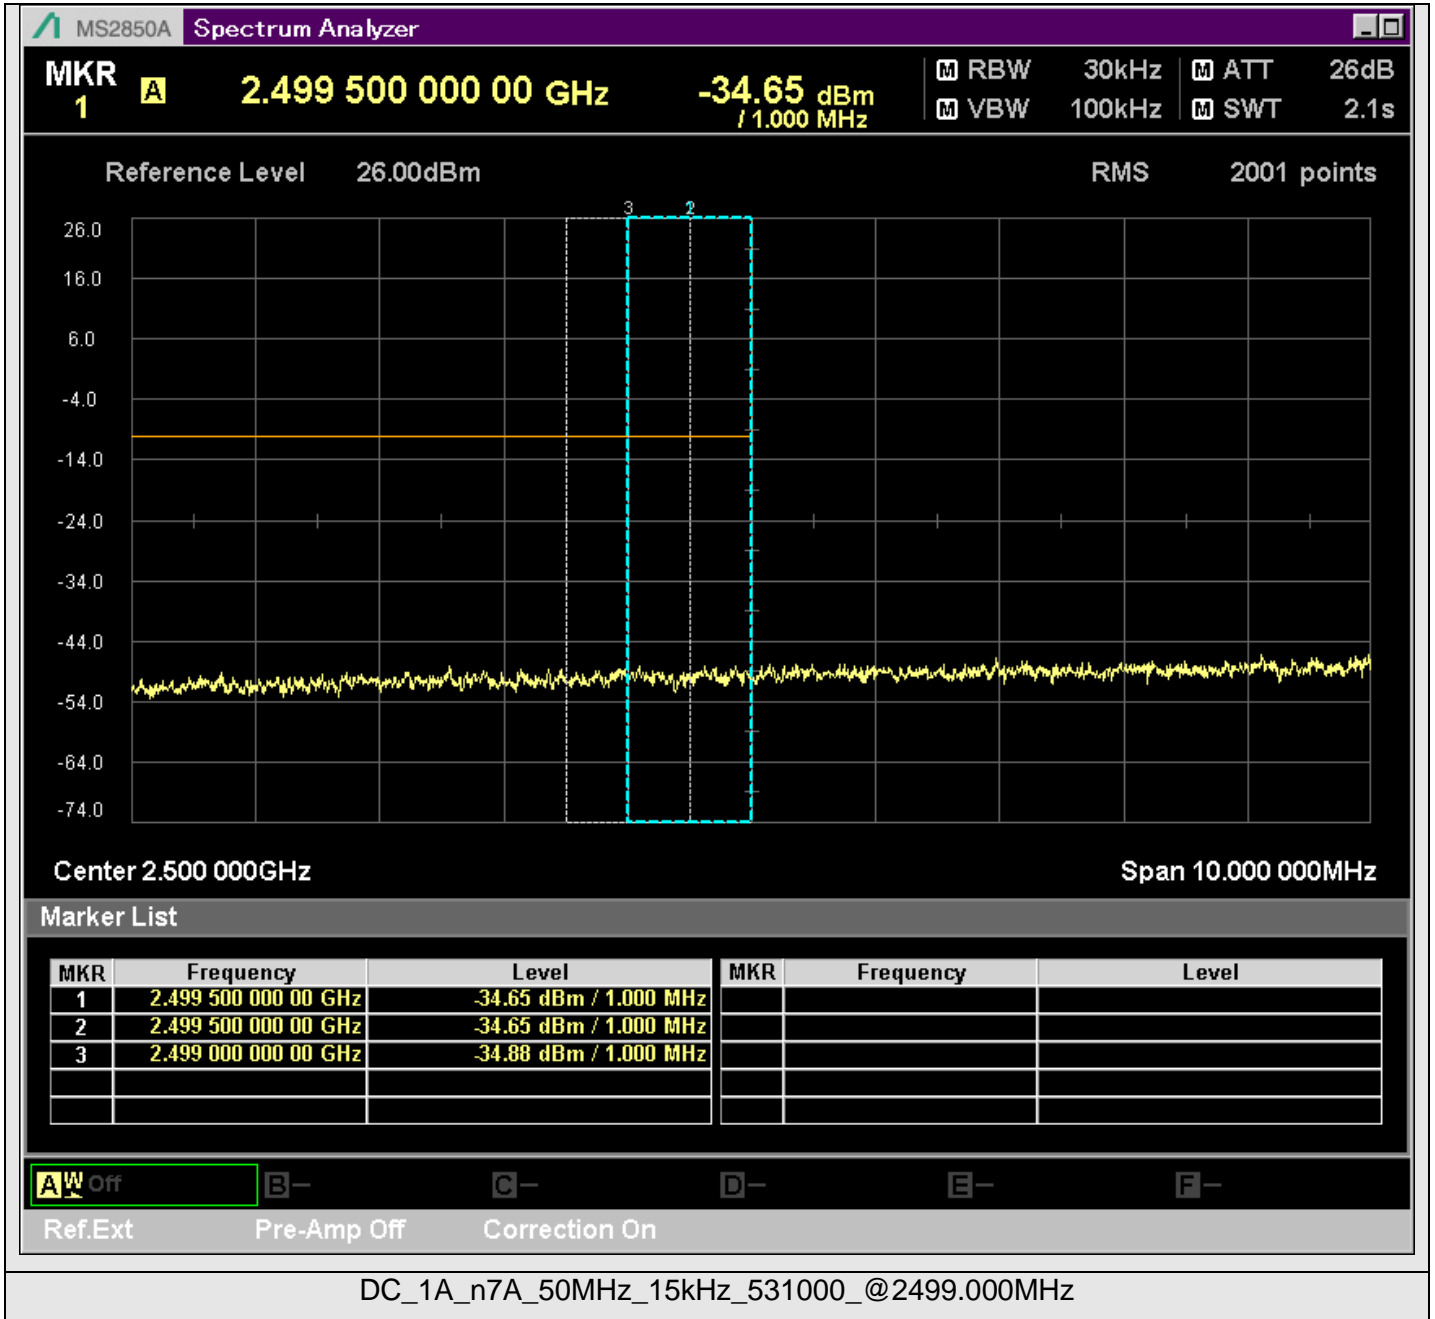 MS2850A Spectrum Analyzer
MKR 1 A 2.499 500 000 00 GHz -34.65 dBm / 1.000 MHz
M RBW 30kHz M ATT 26dB
M VBW 100kHz M SWT 2.1s
Reference Level 26.00dBm RMS 2001 points
3 2
26.0
16.0
6.0
-4.0
-14.0
-24.0
-34.0
-44.0
-54.0
-64.0
-74.0
Center 2.500 000GHz Span 10.000 000MHz
Marker List
MKR Frequency Level MKR Frequency Level
1 2.499 500 000 00 GHz -34.65 dBm / 1.000 MHz
2 2.499 500 000 00 GHz -34.65 dBm / 1.000 MHz
3 2.499 000 000 00 GHz -34.88 dBm / 1.000 MHz
A W Off B - C - D - E - F -
Ref.Ext Pre-Amp Off Correction On
DC_1A_n7A_50MHz_15kHz_531000_@2499.000MHz